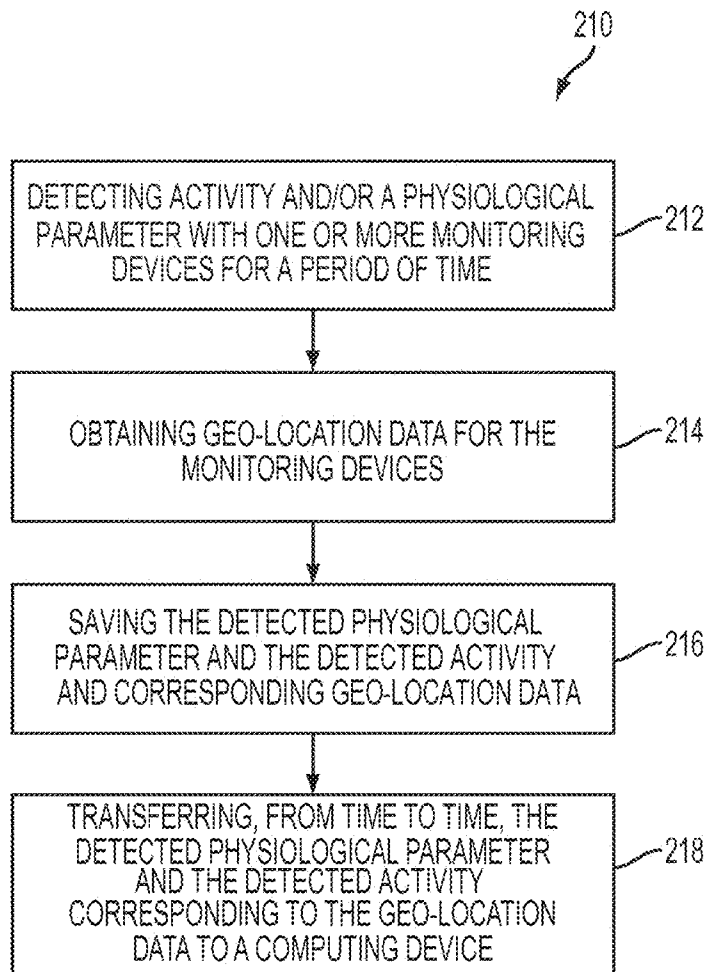 210
DETECTING ACTIVITY AND/OR A PHYSIOLOGICAL
PARAMETER WITH ONE OR MORE MONITORING
DEVICES FOR A PERIOD OF TIME
212
OBTAINING GEO-LOCATION DATA FOR THE
MONITORING DEVICES
214
SAVING THE DETECTED PHYSIOLOGICAL
PARAMETER AND THE DETECTED ACTIVITY
AND CORRESPONDING GEO-LOCATION DATA
216
TRANSFERRING, FROM TIME TO TIME, THE
DETECTED PHYSIOLOGICAL PARAMETER
AND THE DETECTED ACTIVITY
CORRESPONDING TO THE GEO-LOCATION
DATA TO A COMPUTING DEVICE
218